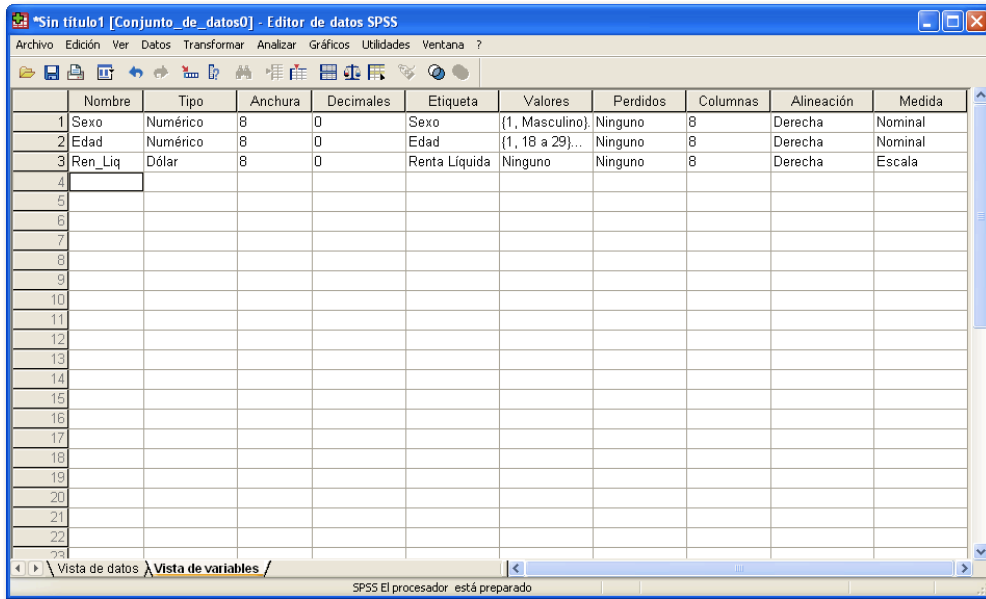 *Sin título1 [Conjunto_de_datos0] - Editor de datos SPSS
Archivo Edición Ver Datos Transformar Analizar Gráficos Utilidades Ventana ?
Nombre Tipo Anchura Decimales Etiqueta Valores Perdidos Columnas Alineación Medida
1 Sexo Numérico 8 0 Sexo {1, Masculino}. Ninguno 8 Derecha Nominal
2 Edad Numérico 8 0 Edad {1, 18 a 29}... Ninguno 8 Derecha Nominal
3 Ren_Liq Dólar 8 0 Renta Líquida Ninguno Ninguno 8 Derecha Escala
4
5
6
7
8
9
10
11
12
13
14
15
16
17
18
19
20
21
22
23
Vista de datos Vista de variables
SPSS El procesador está preparado